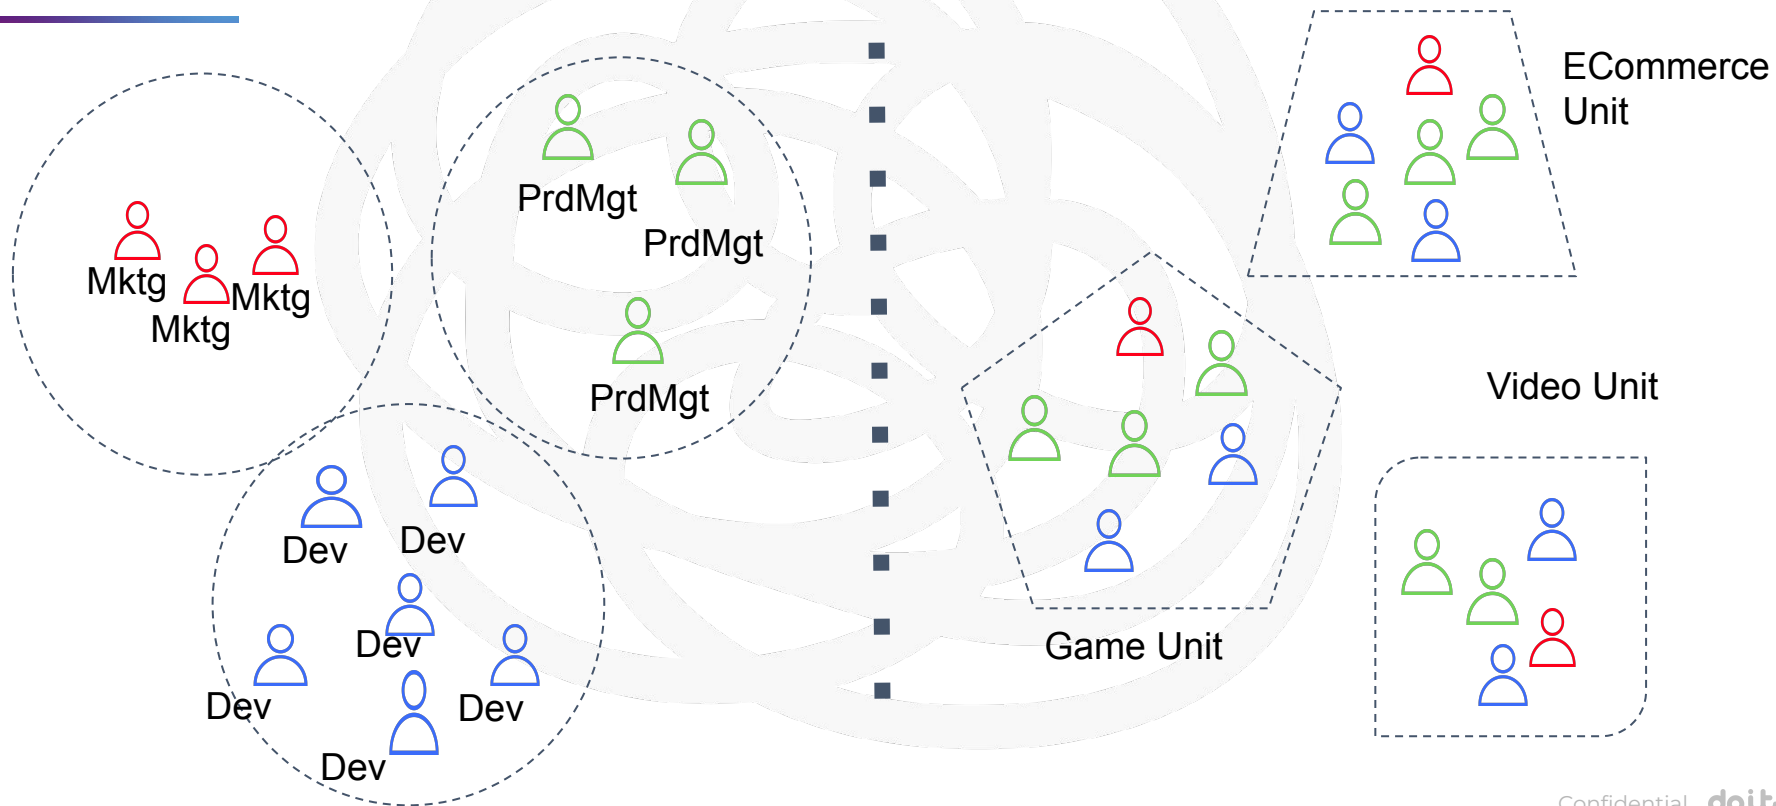 ECommerce
Unit
PrdMgt
PrdMgt
Mktg
Mktg
Mktg
PrdMgt
Video Unit
Dev
Dev
Dev
Game Unit
Dev
Dev
Dev
Confidential